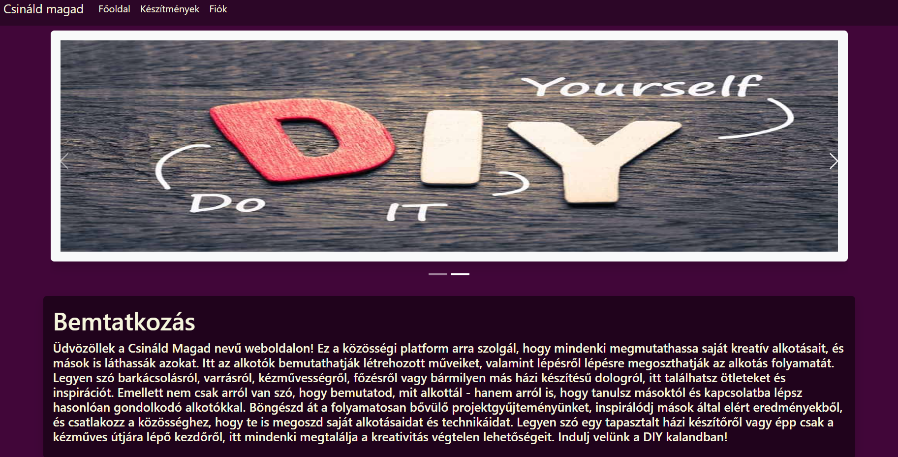 Csináld magad Főoldal Készítmények Fiók
Yourself
DIY
Do
IT
Bemtatkozás
Üdvözöllek a Csináld Magad nevű weboldalon! Ez a közösségi platform arra szolgál, hogy mindenki megmutathassa saját kreatív alkotásait, és
mások is láthassák azokat. Itt az alkotók bemutathatják létrehozott műveiket, valamint lépésről lépésre megoszthatják az alkotás folyamatát.
Legyen szó barkácsolásról, varrásról, kézművességről, főzésről vagy bármilyen más házi készítésű dologról, itt találhatsz ötleteket és
inspirációt. Emellett nem csak arról van szó, hogy bemutatod, mit alkottál - hanem arról is, hogy tanulsz másoktól és kapcsolatba lépsz
hasonlóan gondolkodó alkotókkal. Böngészd át a folyamatosan bővülő projektgyűjteményünket, inspirálódj mások által elért eredményekből,
és csatlakozz a közösséghez, hogy te is megoszd saját alkotásaidat és technikáidat. Legyen szó egy tapasztalt házi készítőről vagy épp csak a
kézműves útjára lépő kezdőről, itt mindenki megtalálja a kreativitás végtelen lehetőségeit. Indulj velünk a DIY kalandban!